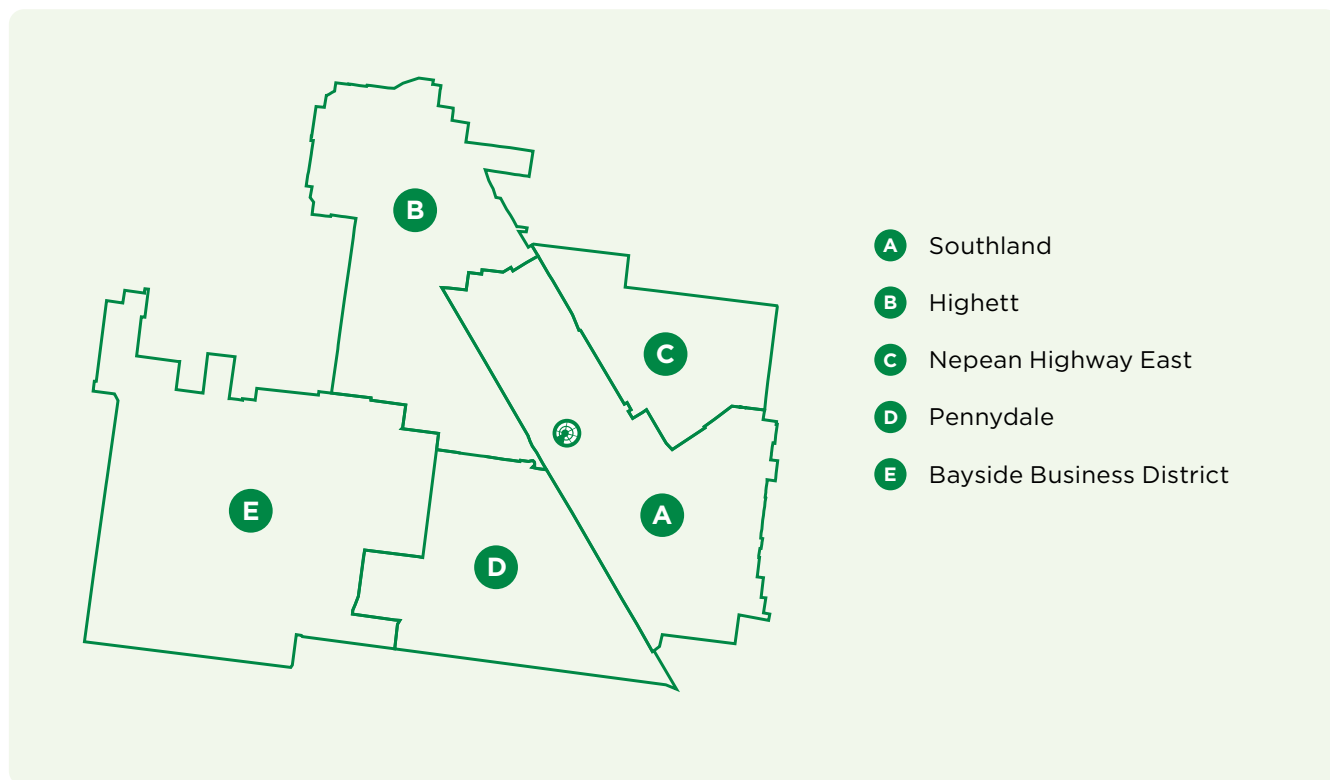 B
C
A
E
D
A Southland
B Highett
C Nepean Highway East
D Pennydale
E Bayside Business District